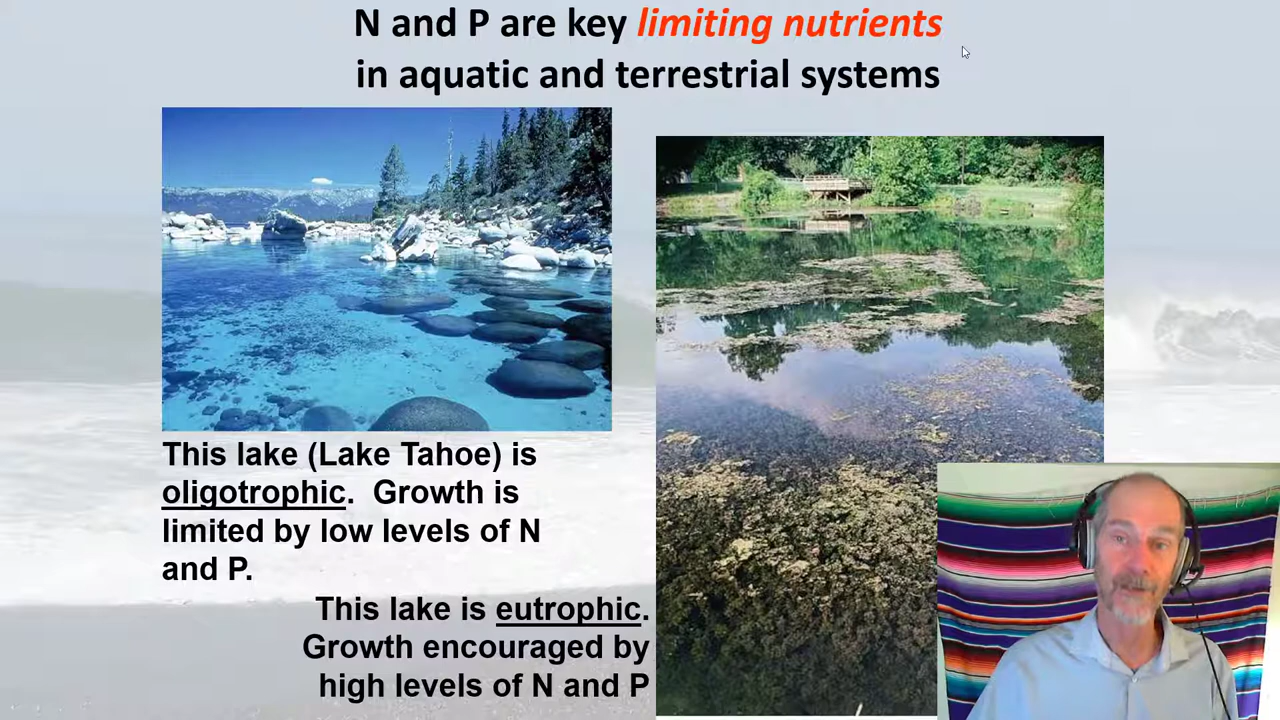 N and P are key limiting nutrients
in aquatic and terrestrial systems
This lake (Lake Tahoe) is
oligotrophic.  Growth is
limited by low levels of N
and P.
This lake is eutrophic.
Growth encouraged by
high levels of N and P